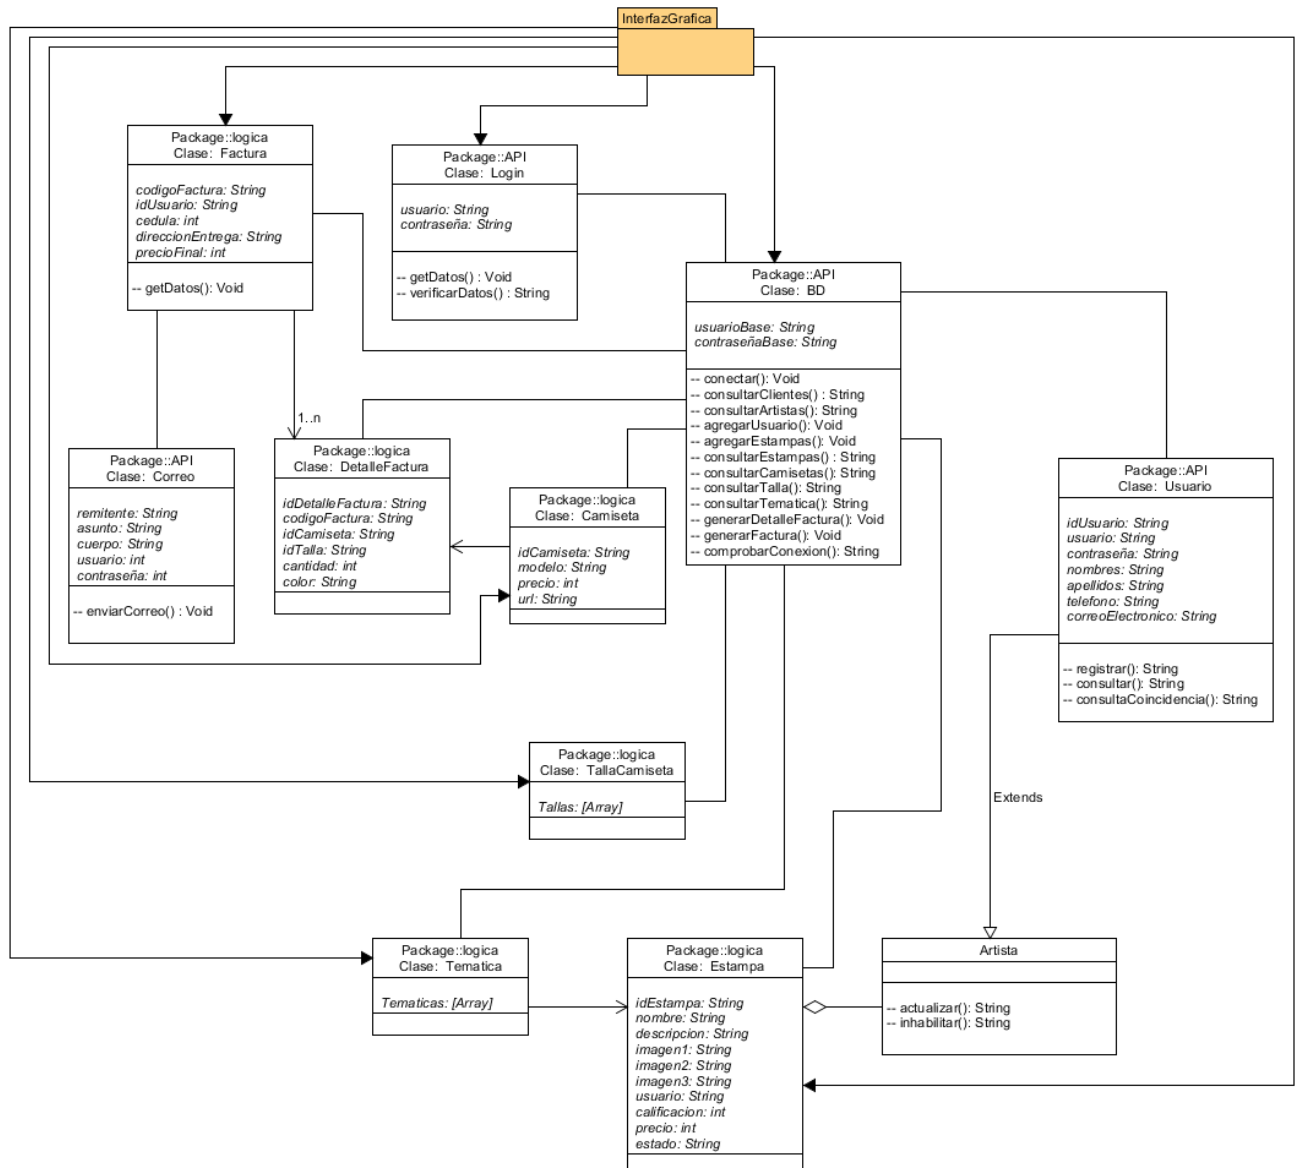 InterfazGrafica
Package::logica
Clase: Factura
codigoFactura: String
idUsuario: String
cedula: int
direccionEntrega: String
precioFinal: int
-- getDatos(): Void
Package::API
Clase: Login
usuario: String
contraseña: String
-- getDatos() : Void
-- verificarDatos() : String
Package::API
Clase: BD
usuarioBase: String
contraseñaBase: String
-- conectar(): Void
-- consultarClientes() : String
-- consultarArtistas(): String
-- agregarUsuario(): Void
-- agregarEstampas(): Void
-- consultarEstampas() : String
-- consultarCamisetas(): String
-- consultarTalla(): String
-- consultarTematica(): String
-- generarDetalleFactura(): Void
-- generarFactura(): Void
-- comprobarConexion(): String
1..n
Package::API
Clase: Correo
remitente: String
asunto: String
cuerpo: String
usuario: int
contraseña: int
-- enviarCorreo() : Void
Package::logica
Clase: DetalleFactura
idDetalleFactura: String
codigoFactura: String
idCamiseta: String
idTalla: String
cantidad: int
color: String
Package::logica
Clase: Camiseta
idCamiseta: String
modelo: String
precio: int
url: String
Package::API
Clase: Usuario
idUsuario: String
usuario: String
contraseña: String
nombres: String
apellidos: String
telefono: String
correoElectronico: String
-- registrar(): String
-- consultar(): String
-- consultaCoincidencia(): String
Package::logica
Clase: TallaCamiseta
Tallas: [Array]
Extends
Package::logica
Clase: Tematica
Tematicas: [Array]
Package::logica
Clase: Estampa
idEstampa: String
nombre: String
descripcion: String
imagen1: String
imagen2: String
imagen3: String
usuario: String
calificacion: int
precio: int
estado: String
Artista
-- actualizar(): String
-- inhabilitar(): String